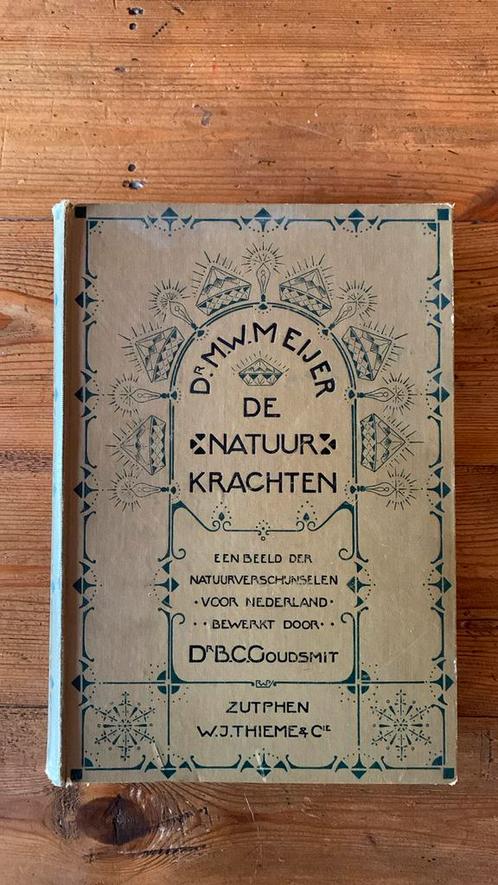 DR M.W. MEIJER
DE
NATUUR
KRACHTEN
EEN BEELD DER
NATUURVERSCHIJNSELEN
· VOOR NEDERLAND ·
·· BEWERKT DOOR ··
DR B.C. GOUDSMIT
ZUTPHEN
W.J. THIEME & CIE